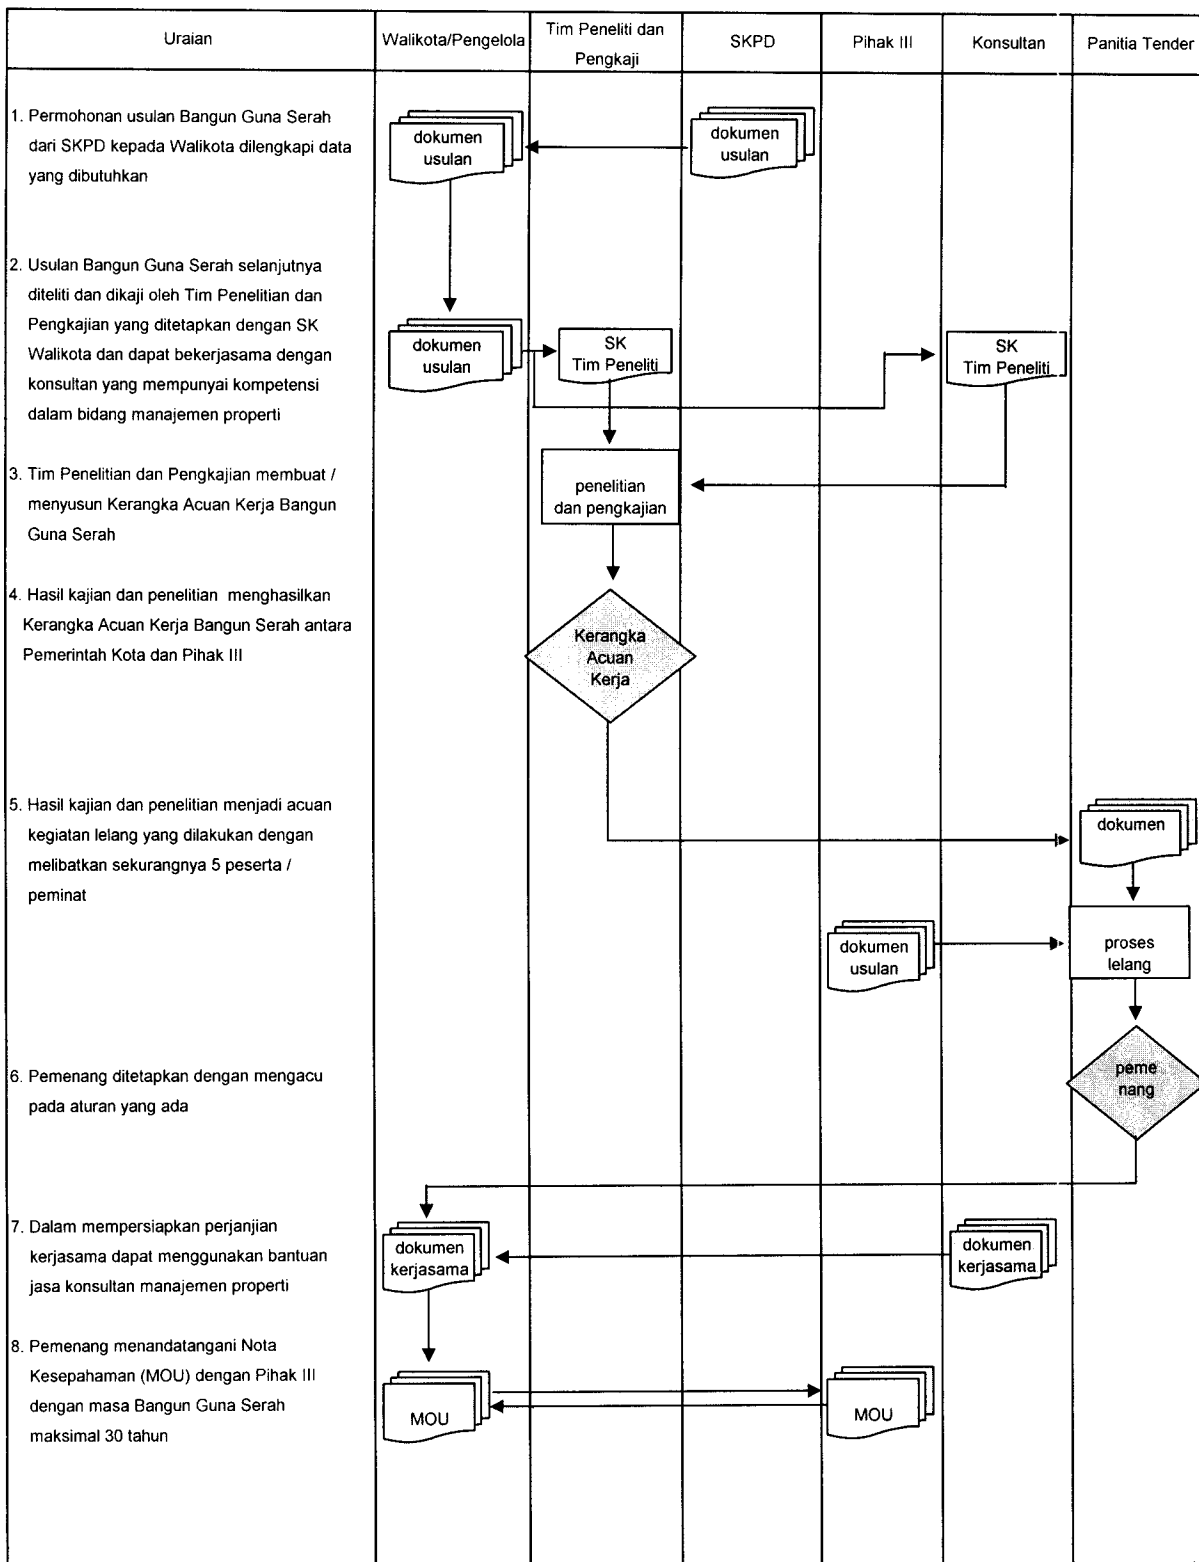 Uraian
Walikota/Pengelola
Tim Peneliti dan
Pengkaji
SKPD
Pihak III
Konsultan
Panitia Tender
1. Permohonan usulan Bangun Guna Serah
dari SKPD kepada Walikota dilengkapi data
yang dibutuhkan
dokumen
usulan
dokumen
usulan
2. Usulan Bangun Guna Serah selanjutnya
diteliti dan dikaji oleh Tim Penelitian dan
Pengkajian yang ditetapkan dengan SK
Walikota dan dapat bekerjasama dengan
konsultan yang mempunyai kompetensi
dalam bidang manajemen properti
dokumen
usulan
SK
Tim Peneliti
SK
Tim Peneliti
3. Tim Penelitian dan Pengkajian membuat /
menyusun Kerangka Acuan Kerja Bangun
Guna Serah
penelitian
dan pengkajian
4. Hasil kajian dan penelitian menghasilkan
Kerangka Acuan Kerja Bangun Serah antara
Pemerintah Kota dan Pihak III
Kerangka
Acuan
Kerja
5. Hasil kajian dan penelitian menjadi acuan
kegiatan lelang yang dilakukan dengan
melibatkan sekurangnya 5 peserta /
peminat
dokumen
dokumen
usulan
proses
lelang
6. Pemenang ditetapkan dengan mengacu
pada aturan yang ada
peme
nang
7. Dalam mempersiapkan perjanjian
kerjasama dapat menggunakan bantuan
jasa konsultan manajemen properti
dokumen
kerjasama
dokumen
kerjasama
8. Pemenang menandatangani Nota
Kesepahaman (MOU) dengan Pihak III
dengan masa Bangun Guna Serah
maksimal 30 tahun
MOU
MOU